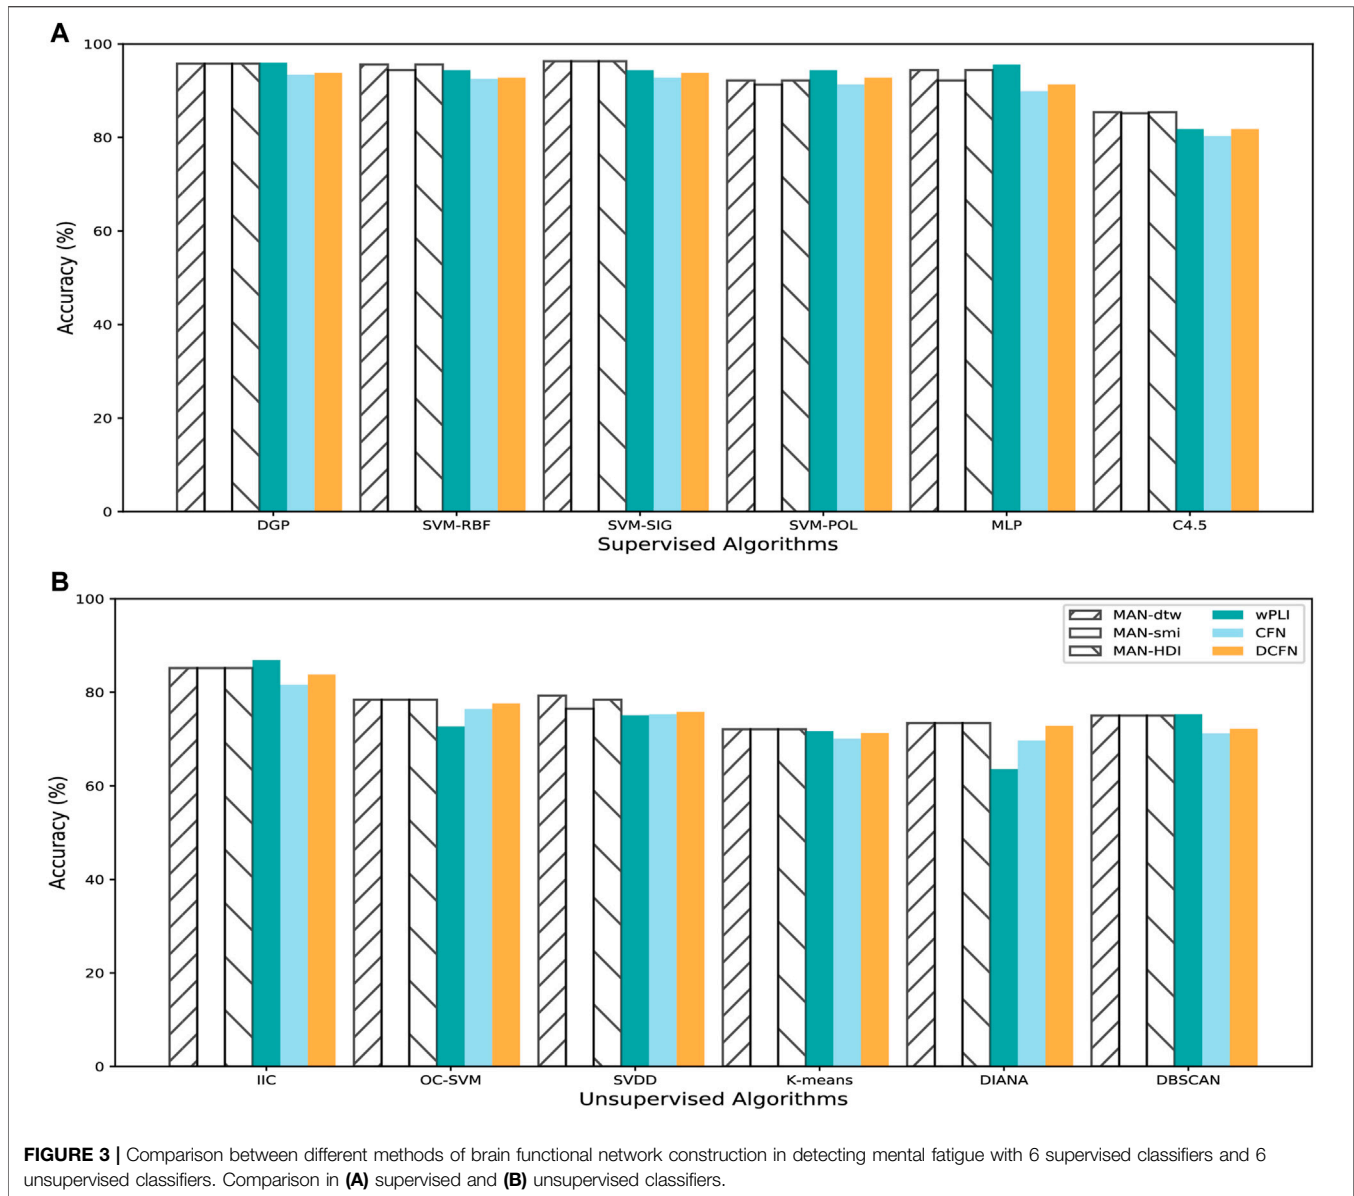 A
100
80
60
40
20
0
Accuracy (%)
DGP SVM-RBF SVM-SIG SVM-POL MLP C4.5
Supervised Algorithms
B
100
80
60
40
20
0
Accuracy (%)
MAN-dtw wPLI
MAN-smi CFN
MAN-HDI DCFN
IIC OC-SVM SVDD K-means DIANA DBSCAN
Unsupervised Algorithms
FIGURE 3 | Comparison between different methods of brain functional network construction in detecting mental fatigue with 6 supervised classifiers and 6
unsupervised classifiers. Comparison in (A) supervised and (B) unsupervised classifiers.